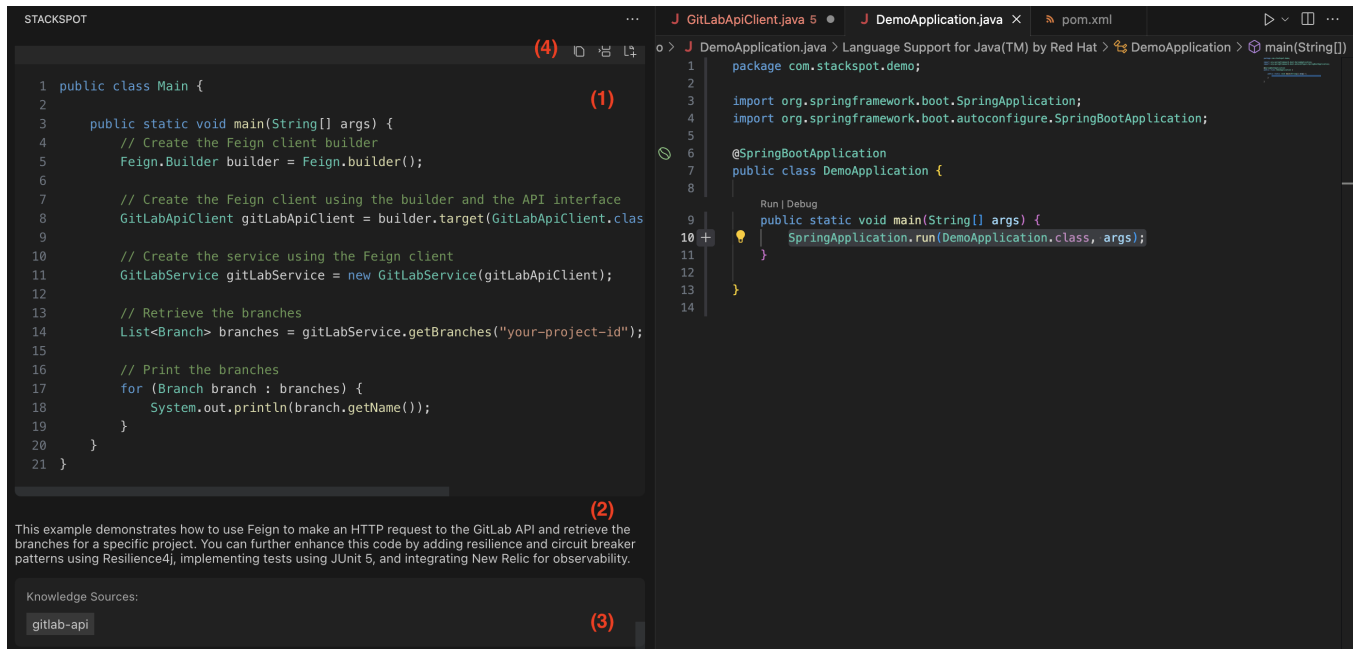 STACKSPOT
(4)
1 public class Main {
(1)
2
3 public static void main(String[] args) {
4 // Create the Feign client builder
5 Feign.Builder builder = Feign.builder();
6
7 // Create the Feign client using the builder and the API interface
8 GitLabApiClient gitLabApiClient = builder.target(GitLabApiClient.clas
9
10 // Create the service using the Feign client
11 GitLabService gitLabService = new GitLabService(gitLabApiClient);
12
13 // Retrieve the branches
14 List<Branch> branches = gitLabService.getBranches("your-project-id");
15
16 // Print the branches
17 for (Branch branch : branches) {
18 System.out.println(branch.getName());
19 }
20 }
21 }
(2)
This example demonstrates how to use Feign to make an HTTP request to the GitLab API and retrieve the
branches for a specific project. You can further enhance this code by adding resilience and circuit breaker
patterns using Resilience4j, implementing tests using JUnit 5, and integrating New Relic for observability.
Knowledge Sources:
gitlab-api
(3)
J GitLabApiClient.java 5 ● J DemoApplication.java × pom.xml
o > J DemoApplication.java > Language Support for Java(TM) by Red Hat > DemoApplication > main(String[])
1 package com.stackspot.demo;
2
3 import org.springframework.boot.SpringApplication;
4 import org.springframework.boot.autoconfigure.SpringBootApplication;
5
6 @SpringBootApplication
7 public class DemoApplication {
8
Run | Debug
9 public static void main(String[] args) {
10 SpringApplication.run(DemoApplication.class, args);
11 }
12
13 }
14